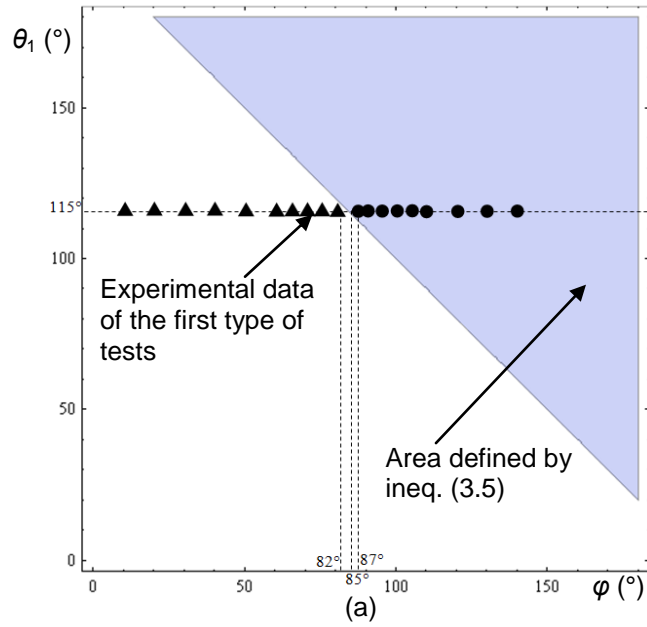 θ1 (°)
150
115°
100
Experimental data
of the first type of
tests
50
Area defined by
ineq. (3.5)
0
82°
87°
85°
0
50
100
150
φ (°)
(a)